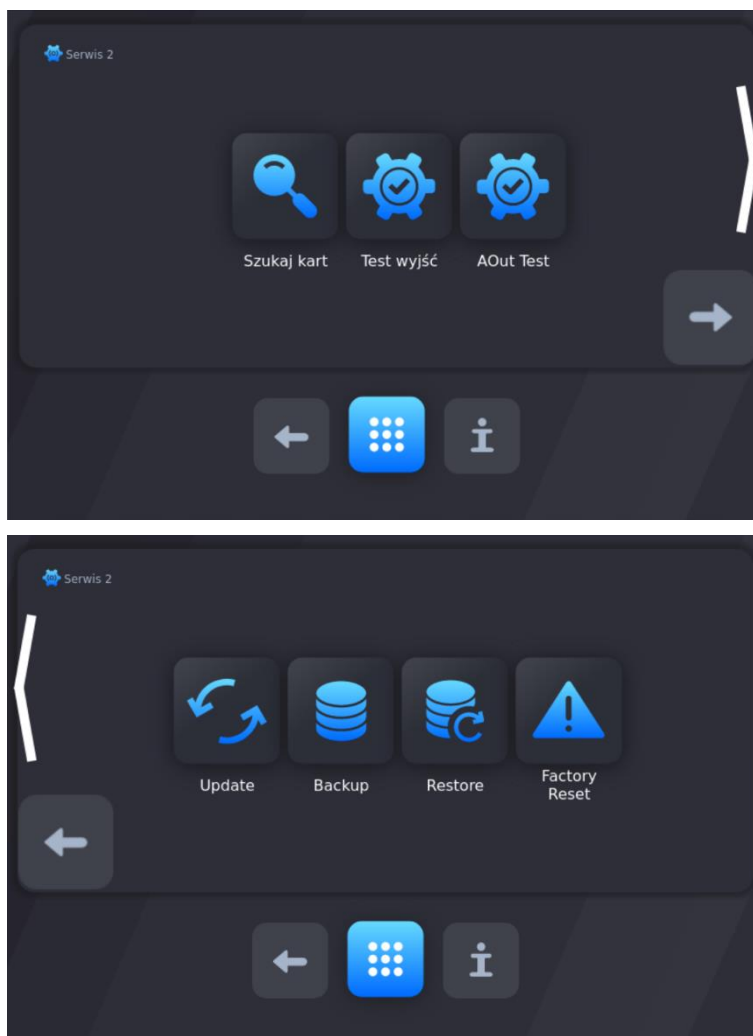 Serwis 2
Szukaj kart
Test wyjść
AOut Test
Serwis 2
Update
Backup
Restore
Factory
Reset